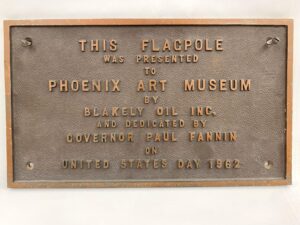 THIS FLAGPOLE
WAS PRESENTED
TO
PHOENIX ART MUSEUM
BY
BLAKELY OIL INC.
AND DEDICATED BY
GOVERNOR PAUL FANNIN
ON
UNITED STATES DAY 1962